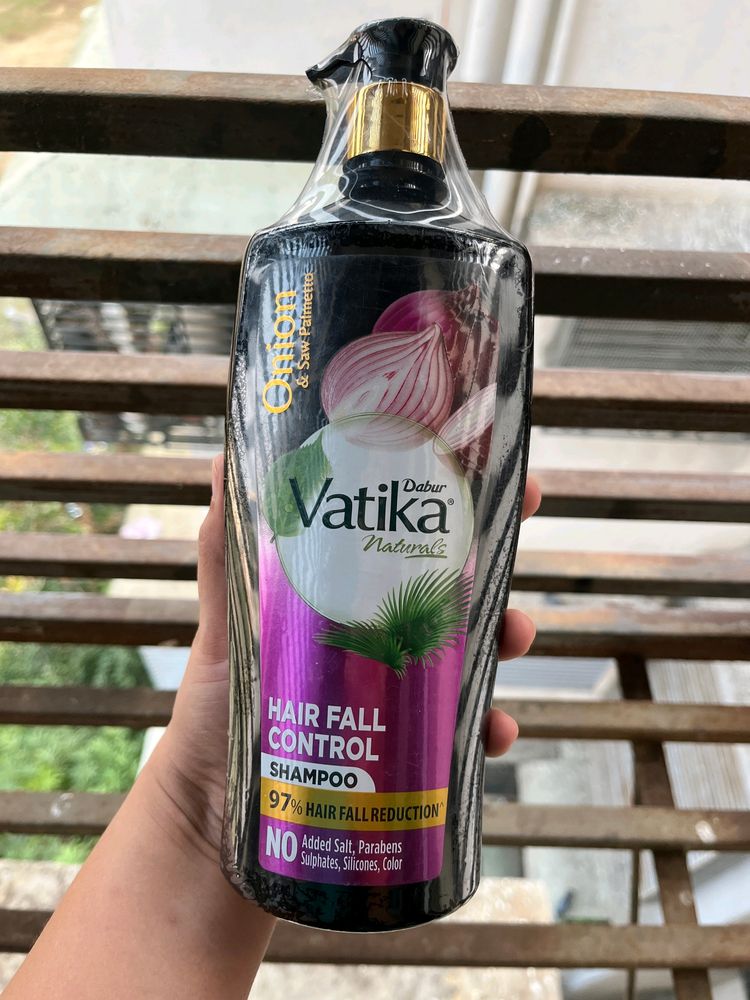 Onion
& Saw Palmetto
Dabur
Vatika®
Naturals
HAIR FALL
CONTROL
SHAMPOO
97% HAIR FALL REDUCTION^
NO Added Salt, Parabens
Sulphates, Silicones, Color